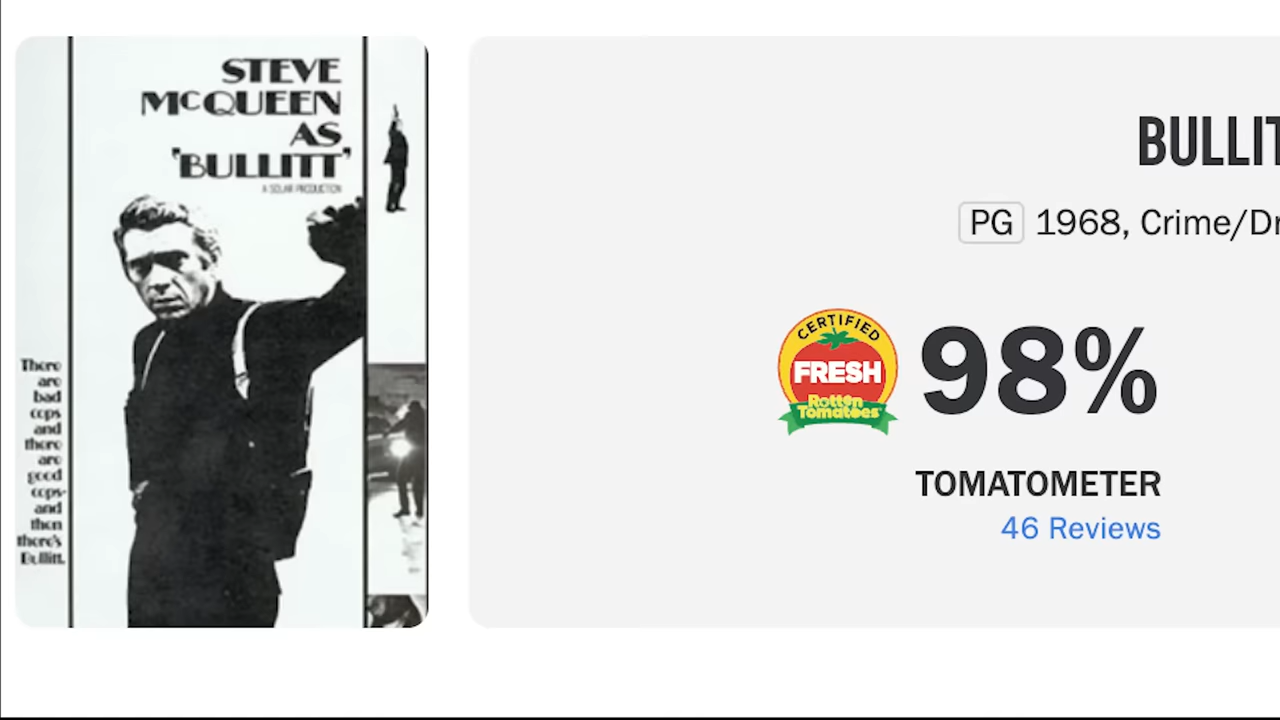 STEVE
McQUEEN
AS
'BULLITT'
A SOLAR PRODUCTION
There
are
bad
cops
and
there
are
good
cops-
and
then
there's
Bullitt.
BULLIT
PG 1968, Crime/Dr
CERTIFIED
FRESH
Rotten
Tomatoes
98%
TOMATOMETER
46 Reviews